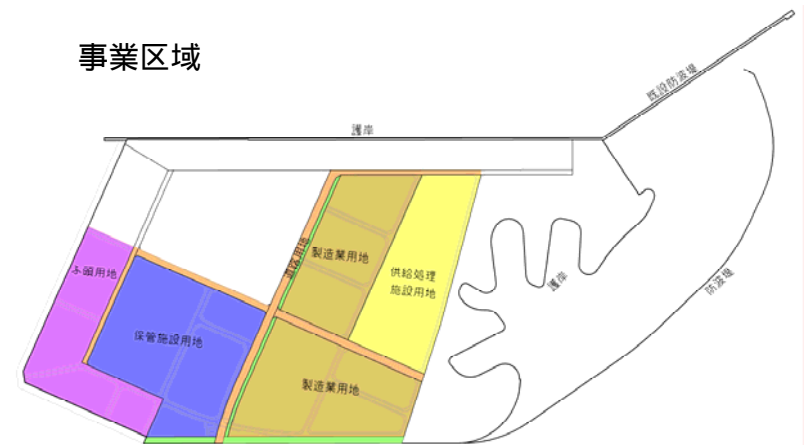 事業区域
既設防波堤
護岸
道路用地
製造業用地
ふ頭用地
供給処理
施設用地
護岸
防波堤
保管施設用地
製造業用地